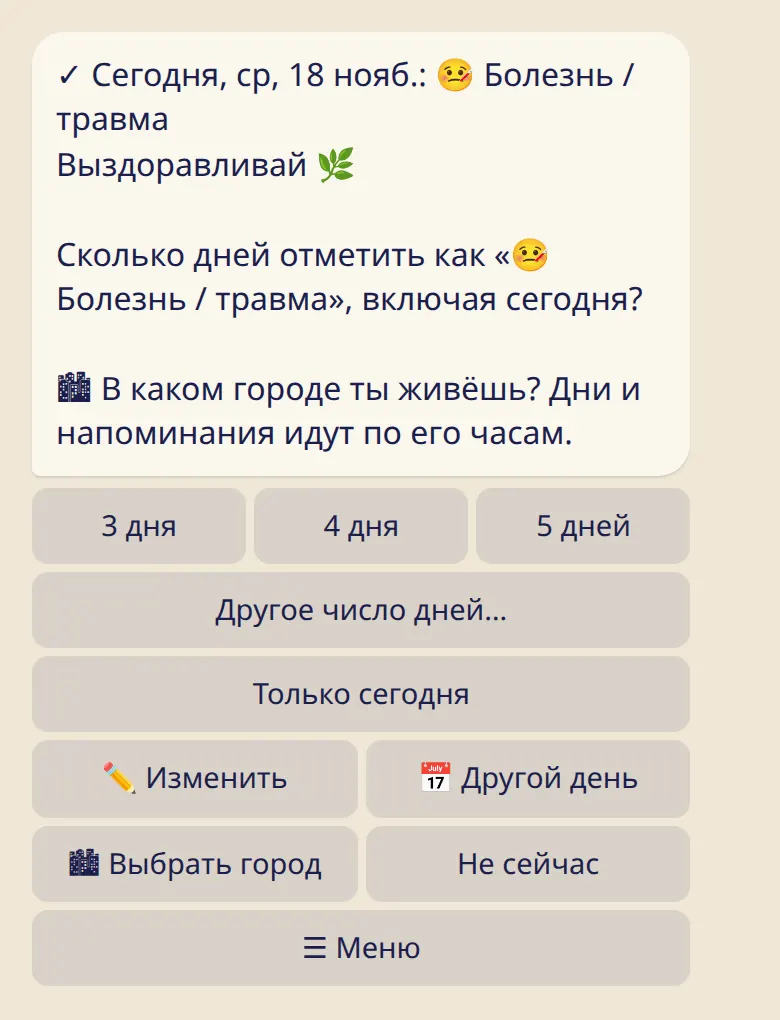 ✓ Сегодня, ср, 18 нояб.: 🤒 Болезнь /
травма
Выздоравливай 🌿
Сколько дней отметить как «🤒
Болезнь / травма», включая сегодня?
🏙 В каком городе ты живёшь? Дни и
напоминания идут по его часам.
3 дня
4 дня
5 дней
Другое число дней...
Только сегодня
✏️ Изменить
📅 Другой день
🏙 Выбрать город
Не сейчас
☰ Меню